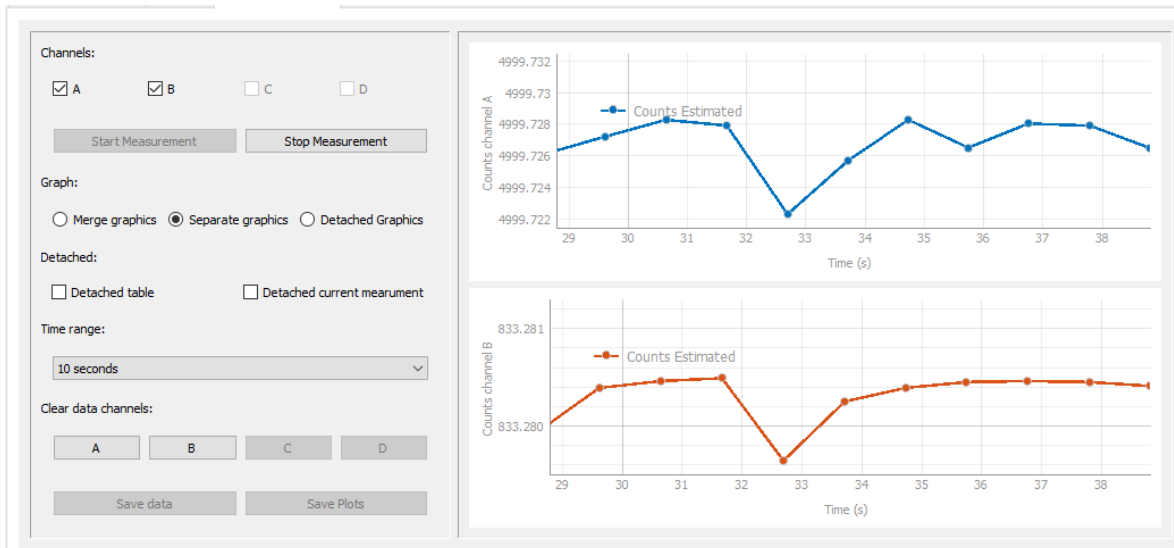 Channels:
A B C D
Start Measurement Stop Measurement
Graph:
Merge graphics Separate graphics Detached Graphics
Detached:
Detached table Detached current mearument
Time range:
10 seconds
Clear data channels:
A B C D
Save data Save Plots
Counts channel A
4999.732
4999.73
4999.728
4999.726
4999.724
4999.722
Counts Estimated
29 30 31 32 33 34 35 36 37 38
Time (s)
Counts channel B
833.281
833.280
Counts Estimated
29 30 31 32 33 34 35 36 37 38
Time (s)